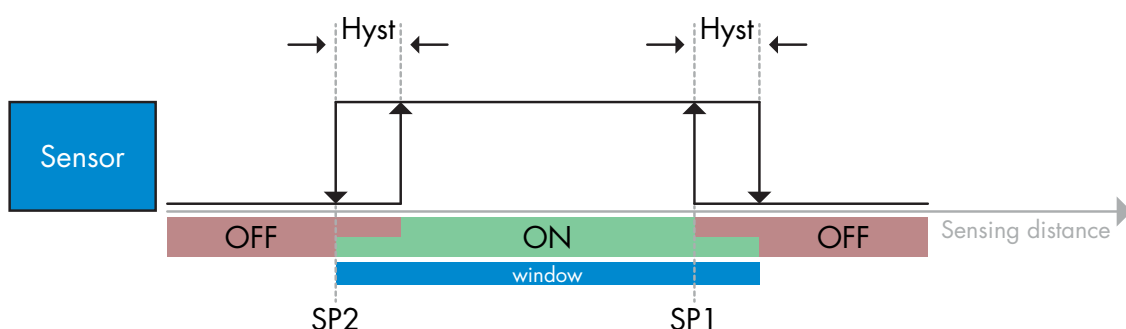 Hyst
Hyst
Sensor
OFF
ON
OFF
Sensing distance
window
SP2
SP1